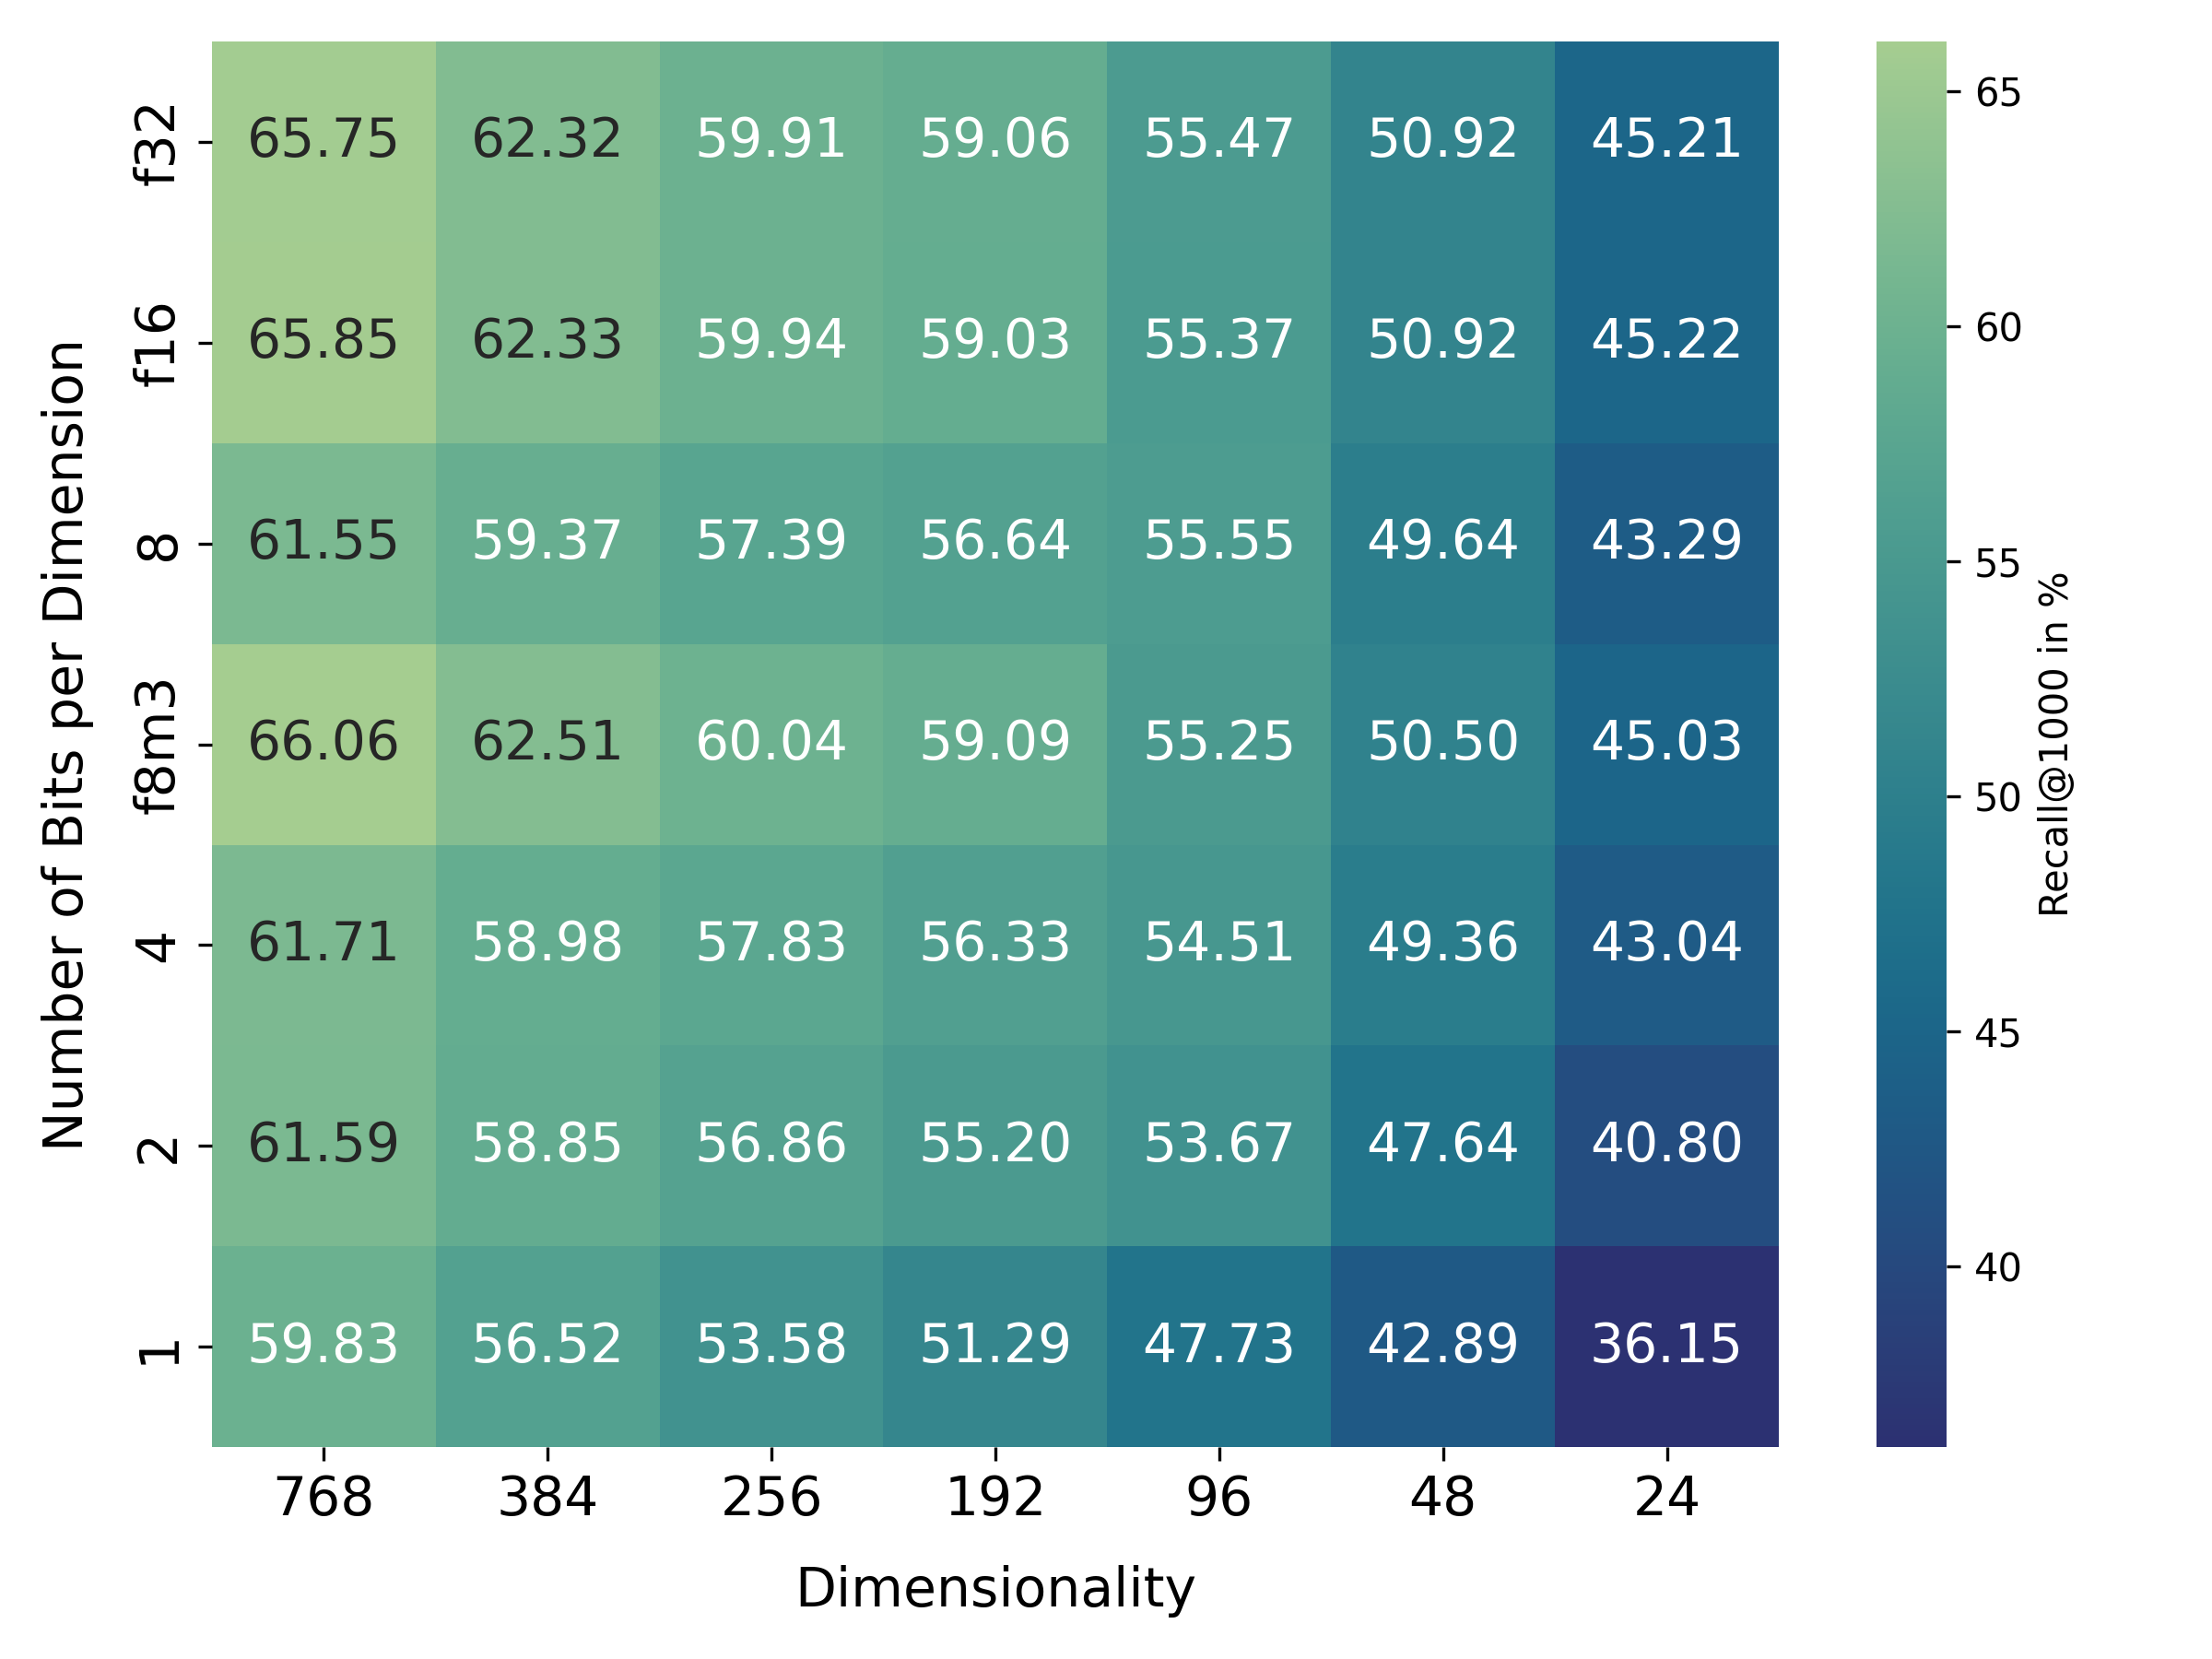 Number of Bits per Dimension
f32 65.75 62.32 59.91 59.06 55.47 50.92 45.21
f16 65.85 62.33 59.94 59.03 55.37 50.92 45.22
8 61.55 59.37 57.39 56.64 55.55 49.64 43.29
f8m3 66.06 62.51 60.04 59.09 55.25 50.50 45.03
4 61.71 58.98 57.83 56.33 54.51 49.36 43.04
2 61.59 58.85 56.86 55.20 53.67 47.64 40.80
1 59.83 56.52 53.58 51.29 47.73 42.89 36.15
768 384 256 192 96 48 24
Dimensionality
65
60
55
50
45
40
Recall@1000 in %